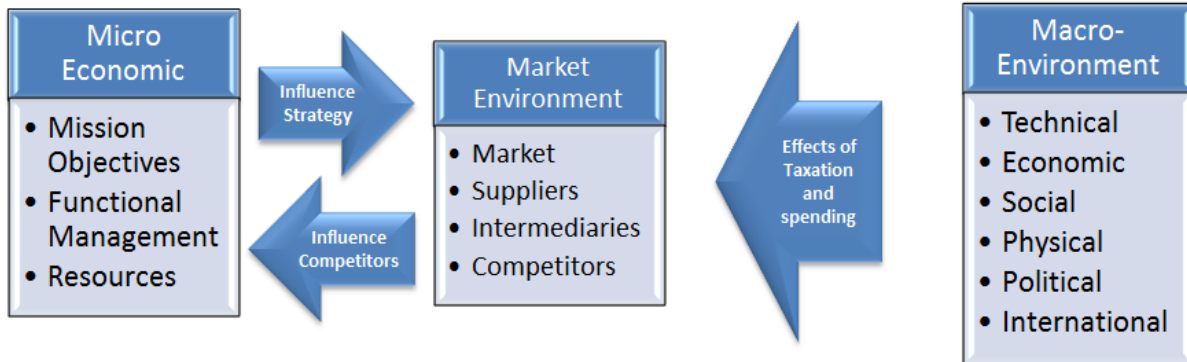 Micro
Economic
• Mission
Objectives
• Functional
Management
• Resources
Influence
Strategy
Influence
Competitors
Market
Environment
• Market
• Suppliers
• Intermediaries
• Competitors
Effects of
Taxation
and
spending
Macro-
Environment
• Technical
• Economic
• Social
• Physical
• Political
• International